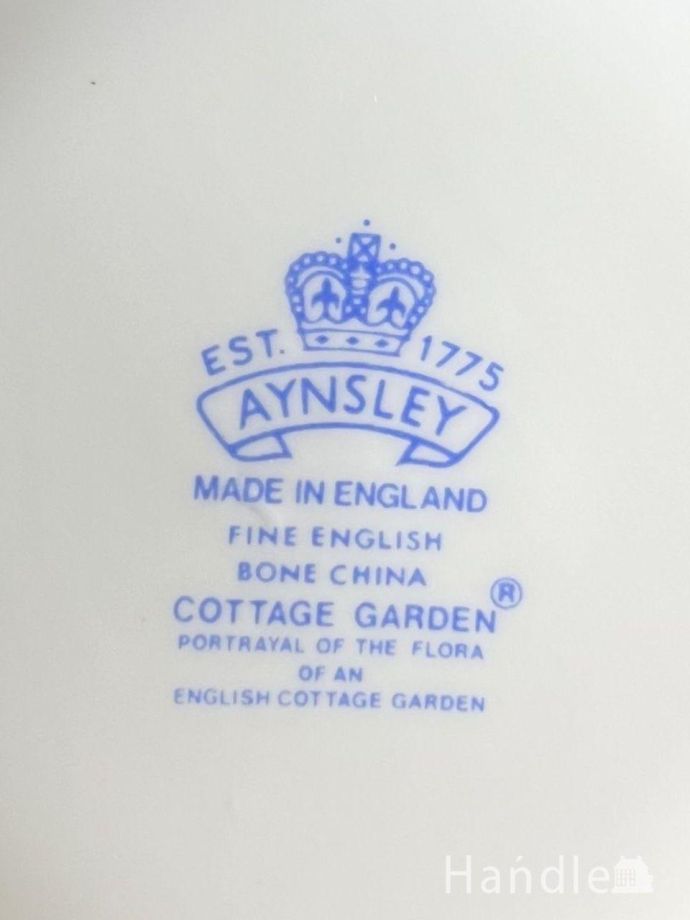 EST. 1775
AYNSLEY
MADE IN ENGLAND
FINE ENGLISH
BONE CHINA
COTTAGE GARDEN®
PORTRAYAL OF THE FLORA
OF AN
ENGLISH COTTAGE GARDEN
Handle